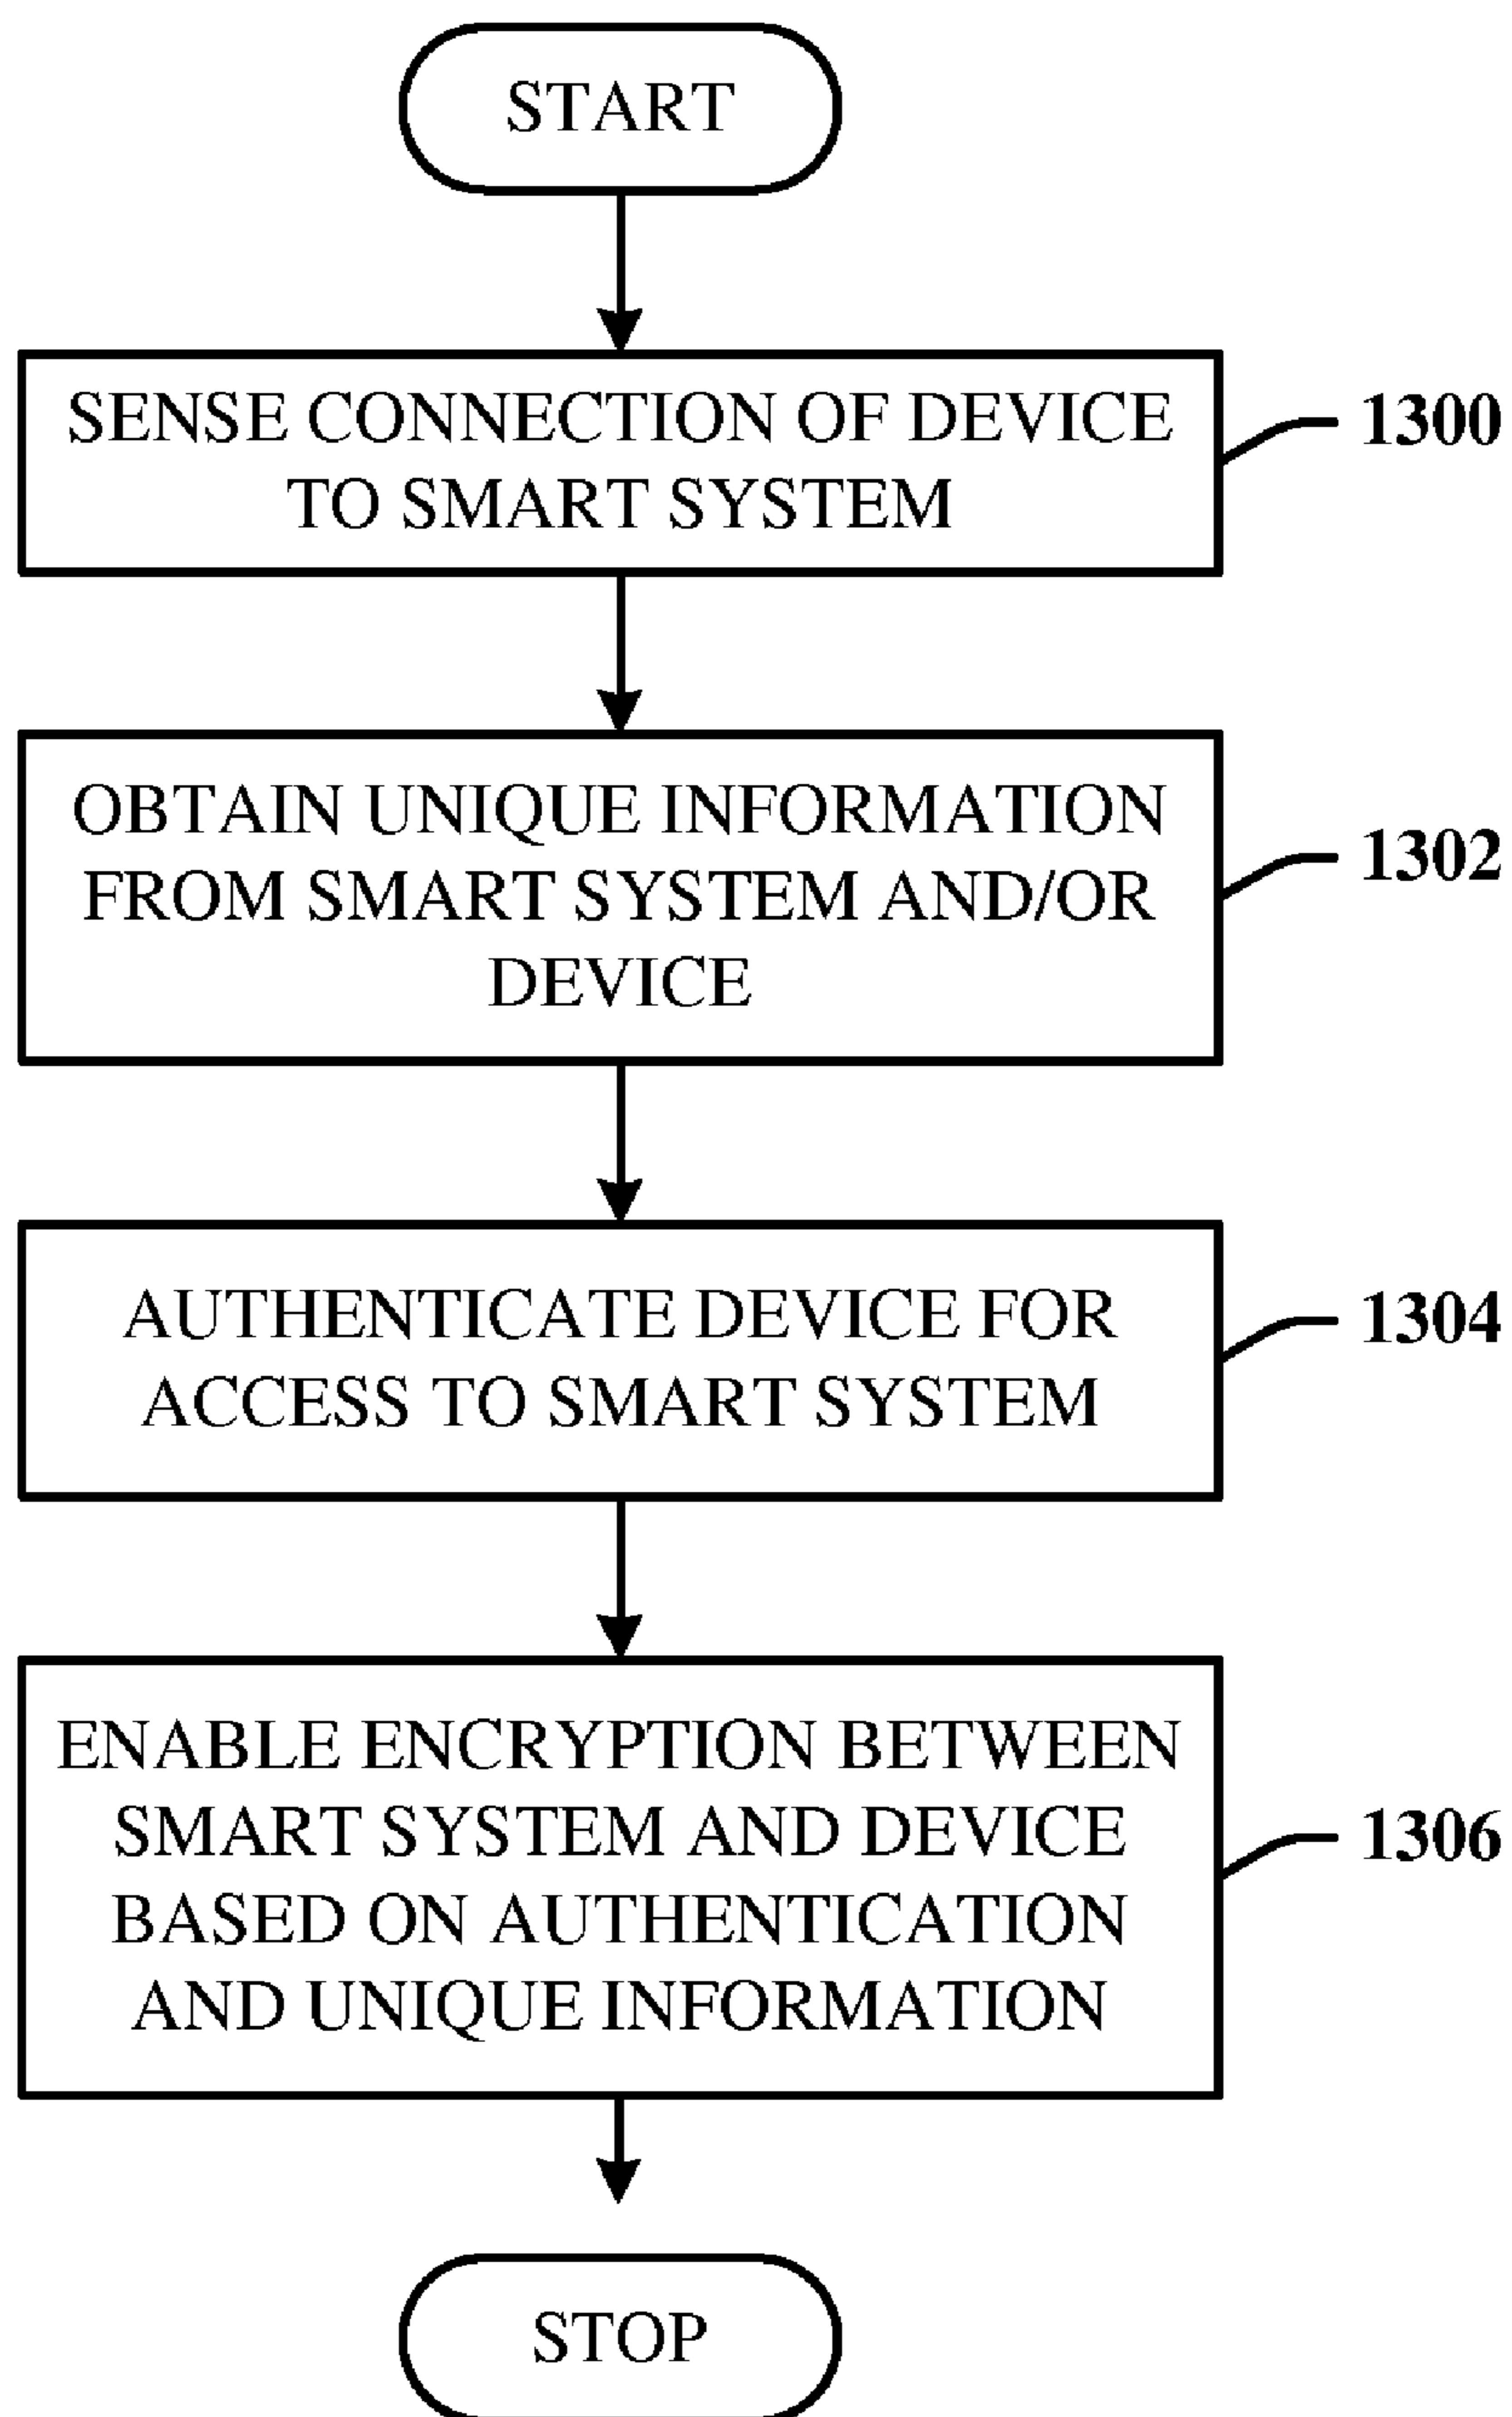 START
SENSE CONNECTION OF DEVICE
TO SMART SYSTEM
1300
OBTAIN UNIQUE INFORMATION
FROM SMART SYSTEM AND/OR
DEVICE
1302
AUTHENTICATE DEVICE FOR
ACCESS TO SMART SYSTEM
1304
ENABLE ENCRYPTION BETWEEN
SMART SYSTEM AND DEVICE
BASED ON AUTHENTICATION
AND UNIQUE INFORMATION
1306
STOP